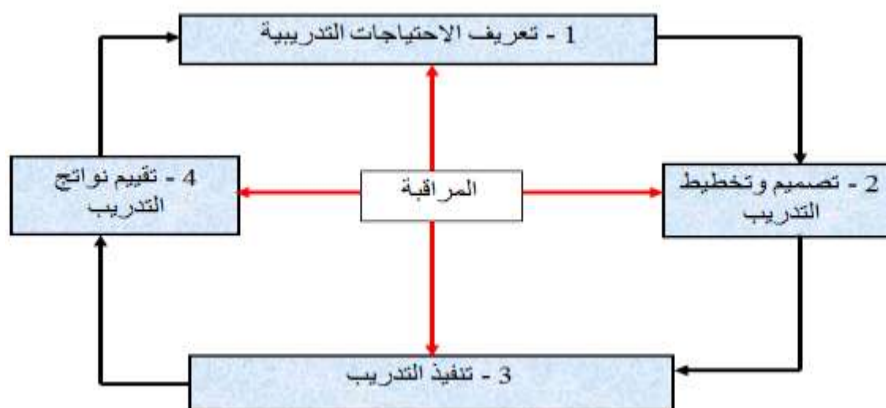 1 - تعريف الاحتياجات التدريبية
4 - تقييم نواتج
التدريب
المراقبة
2 - تصميم وتخطيط
التدريب
3 - تنفيذ التدريب